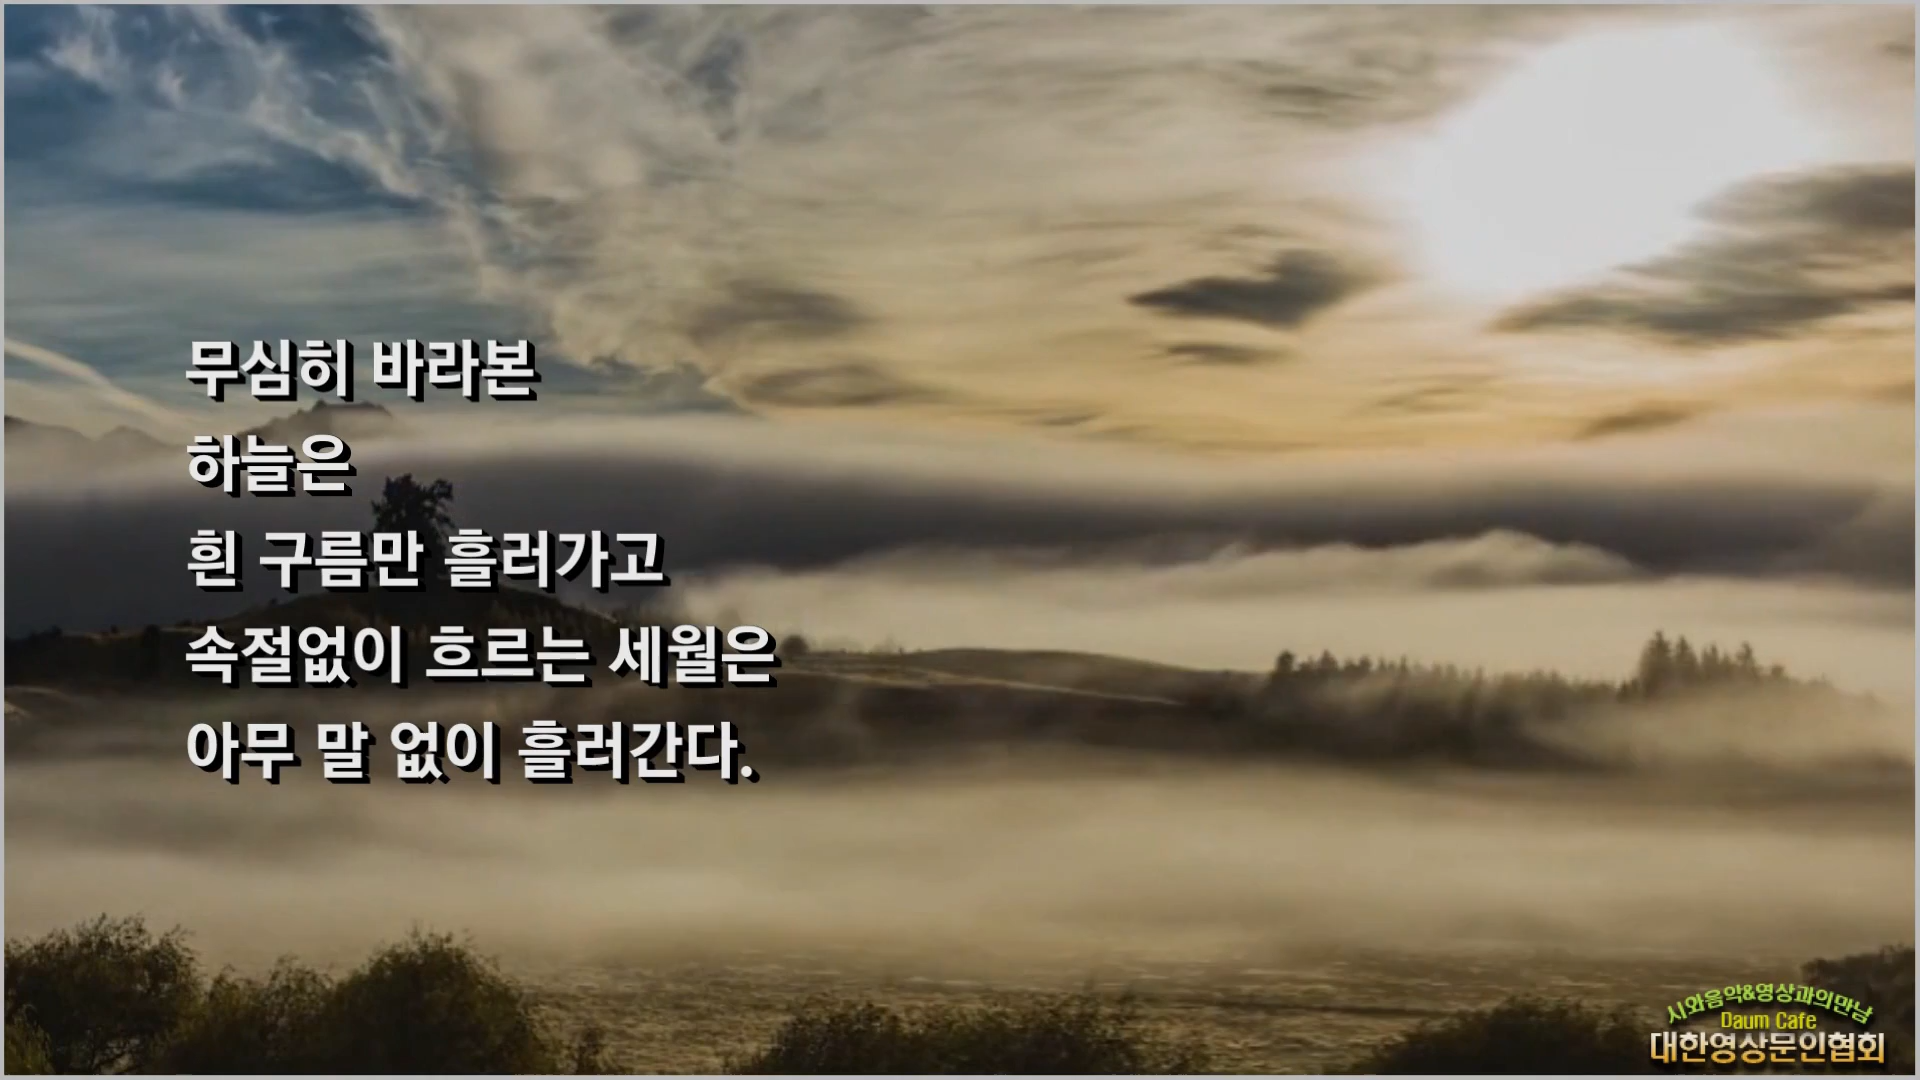 무심히 바라본
하늘은
흰 구름만 흘러가고
속절없이 흐르는 세월은
아무 말 없이 흘러간다.
시와음악&영상과의만남
Daum Cafe
대한영상문인협회